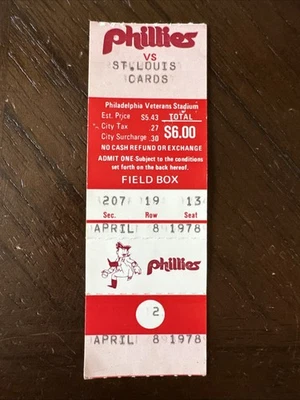 Phillies
VS
ST.LOUIS
CARDS
Philadelphia Veterans Stadium
Est. Price $5.43 TOTAL
City Tax .27 $6.00
City Surcharge .30
NO CASH REFUND OR EXCHANGE
ADMIT ONE-Subject to the conditions
set forth on the back hereof.
FIELD BOX
207 19 13
Sec. Row Seat
APRIL 8 1978
Phillies
2
APRIL 8 1978